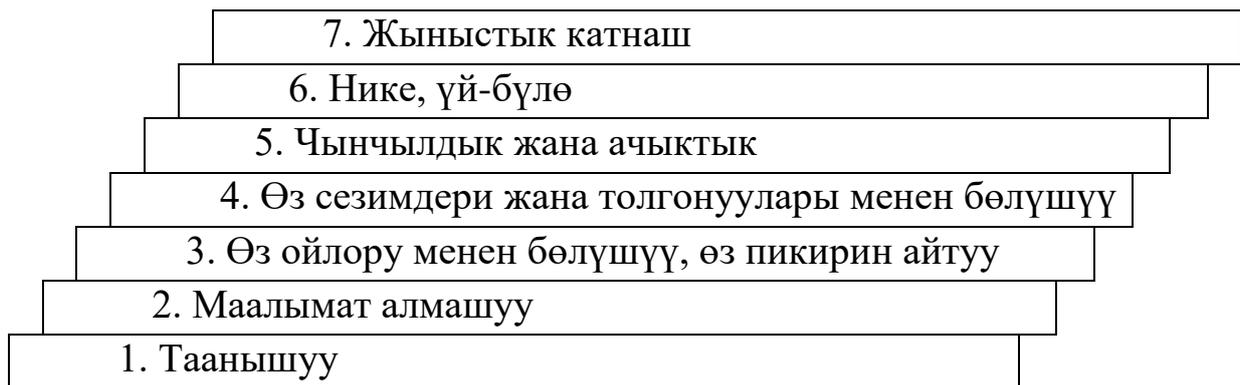 7. Жыныстык катнаш
6. Нике, үй-бүлө
5. Чынчылдык жана ачыктык
4. Өз сезимдери жана толгонуулары менен бөлүшүү
3. Өз ойлору менен бөлүшүү, өз пикирин айтуу
2. Маалымат алмашуу
1. Таанышуу